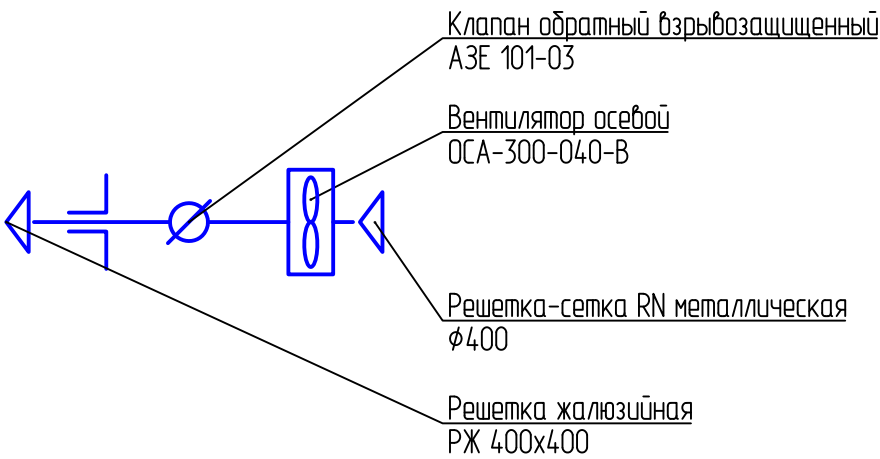 Клапан обратный взрывозащищенный
АЗЕ 101-03
Вентилятор осевой
ОСА-300-040-В
Решетка-сетка RN металлическая
ϕ400
Решетка жалюзийная
РЖ 400х400